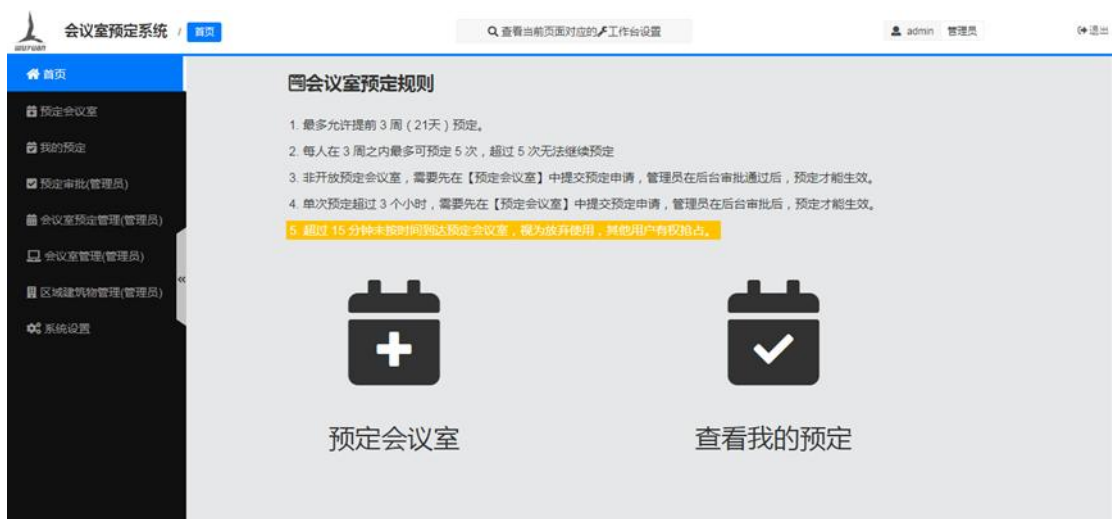 WUYUAN
会议室预定系统 / 首页
查看当前页面对应的工作台设置
admin 管理员
退出
首页
预定会议室
我的预定
预定审批(管理员)
会议室预定管理(管理员)
会议室管理(管理员)
区域建筑物管理(管理员)
系统设置
«
会议室预定规则
1. 最多允许提前 3 周 ( 21天 ) 预定。
2. 每人在 3 周之内最多可预定 5 次，超过 5 次无法继续预定
3. 非开放预定会议室，需要先在【预定会议室】中提交预定申请，管理员在后台审批通过后，预定才能生效。
4. 单次预定超过 3 个小时，需要先在【预定会议室】中提交预定申请，管理员在后台审批后，预定才能生效。
5. 超过 15 分钟未按时间到达预定会议室，视为放弃使用，其他用户有权抢占。
预定会议室
查看我的预定